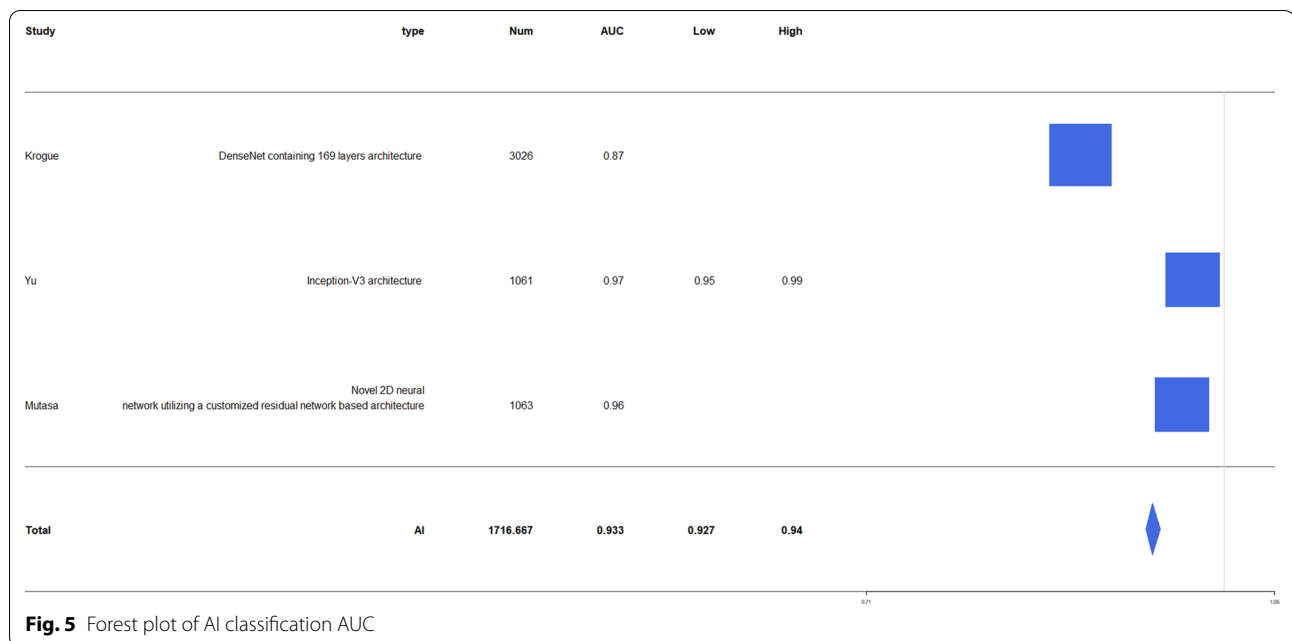 Study type Num AUC Low High
Krogue DenseNet containing 169 layers architecture 3026 0.87
Yu Inception-V3 architecture 1061 0.97 0.95 0.99
Novel 2D neural
Mutasa network utilizing a customized residual network based architecture 1063 0.96
Total AI 1716.667 0.933 0.927 0.94
0.71 1.05
Fig. 5 Forest plot of AI classification AUC